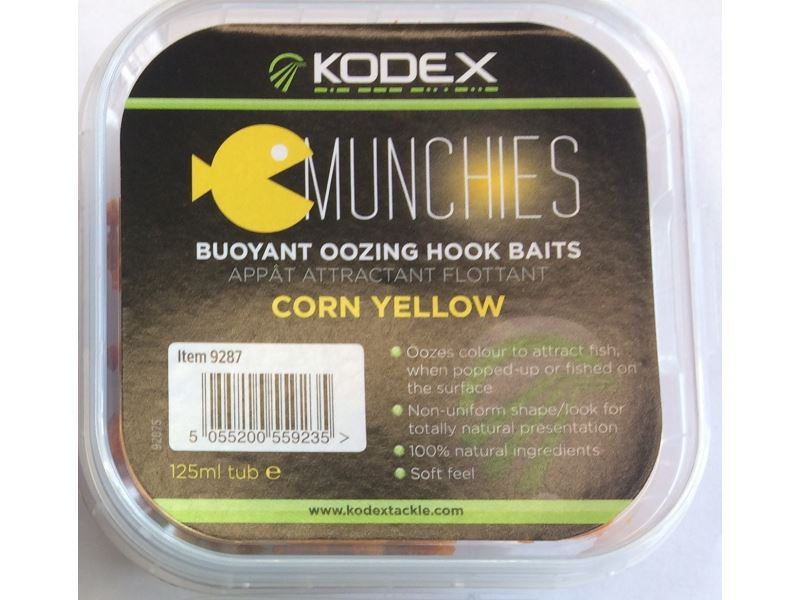 KODEX
MUNCHIES
BUOYANT OOZING HOOK BAITS
APPÂT ATTRACTANT FLOTTANT
CORN YELLOW
Item 9287
5 055200 559235 >
92875
125ml tub e
Oozes colour to attract fish,
when popped-up or fished on
the surface
Non-uniform shape/look for
totally natural presentation
100% natural ingredients
Soft feel
www.kodextackle.com